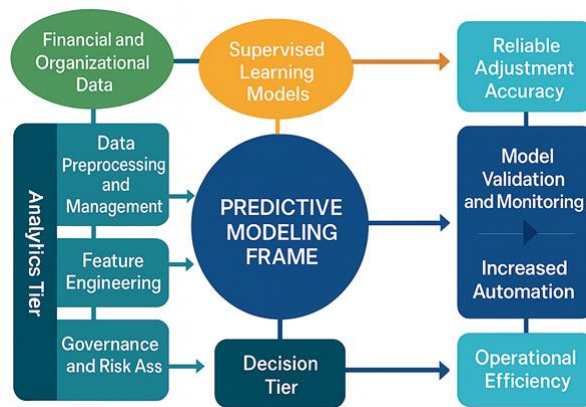 Financial and
Organizational
Data
Supervised
Learning
Models
Reliable
Adjustment
Accuracy
Analytics Tier
Data
Preprocessing
and
Management
Feature
Engineering
Governance
and Risk Ass
PREDICTIVE
MODELING
FRAME
Decision
Tier
Model
Validation
and Monitoring
Increased
Automation
Operational
Efficiency